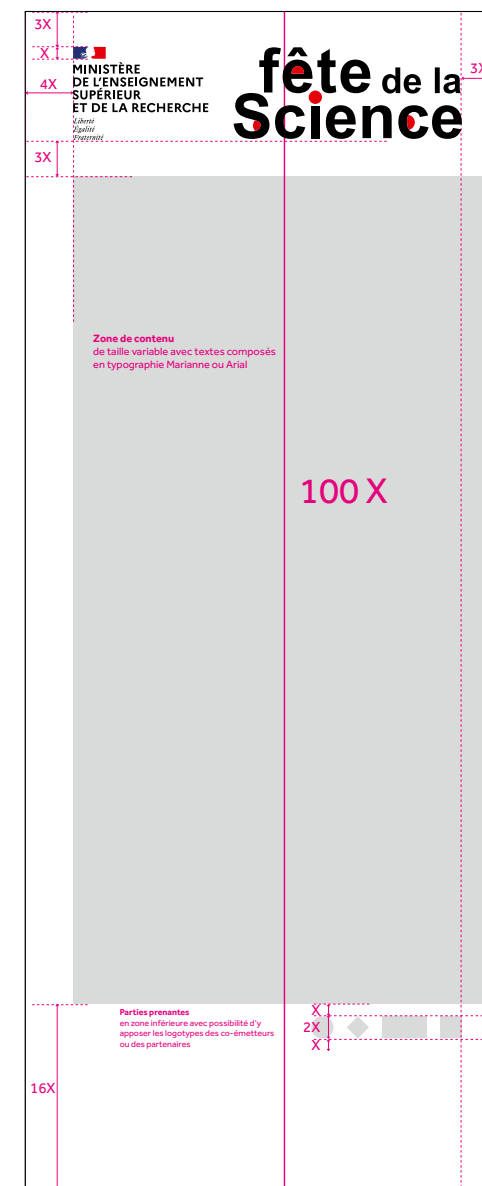 3X
X
4X
MINISTÈRE
DE L'ENSEIGNEMENT
SUPÉRIEUR
ET DE LA RECHERCHE
Liberté
Égalité
Fraternité
fête de la
Science
3X
3X
Zone de contenu
de taille variable avec textes composés
en typographie Marianne ou Arial
100 X
Parties prenantes
en zone inférieure avec possibilité d'y
apposer les logotypes des co-émetteurs
ou des partenaires
X
2X
X
16X